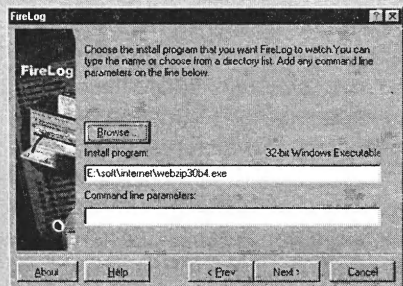 FireLog
FireLog
Choose the install program that you want FireLog to watch. You can
type the name or choose from a directory list. Add any command line
parameters on the line below.
Browse...
Install program:
32-bit Windows Executable
E:\soft\internet\webzip30b4.exe
Command line parameters:
About
Help
< Prev
Next >
Cancel